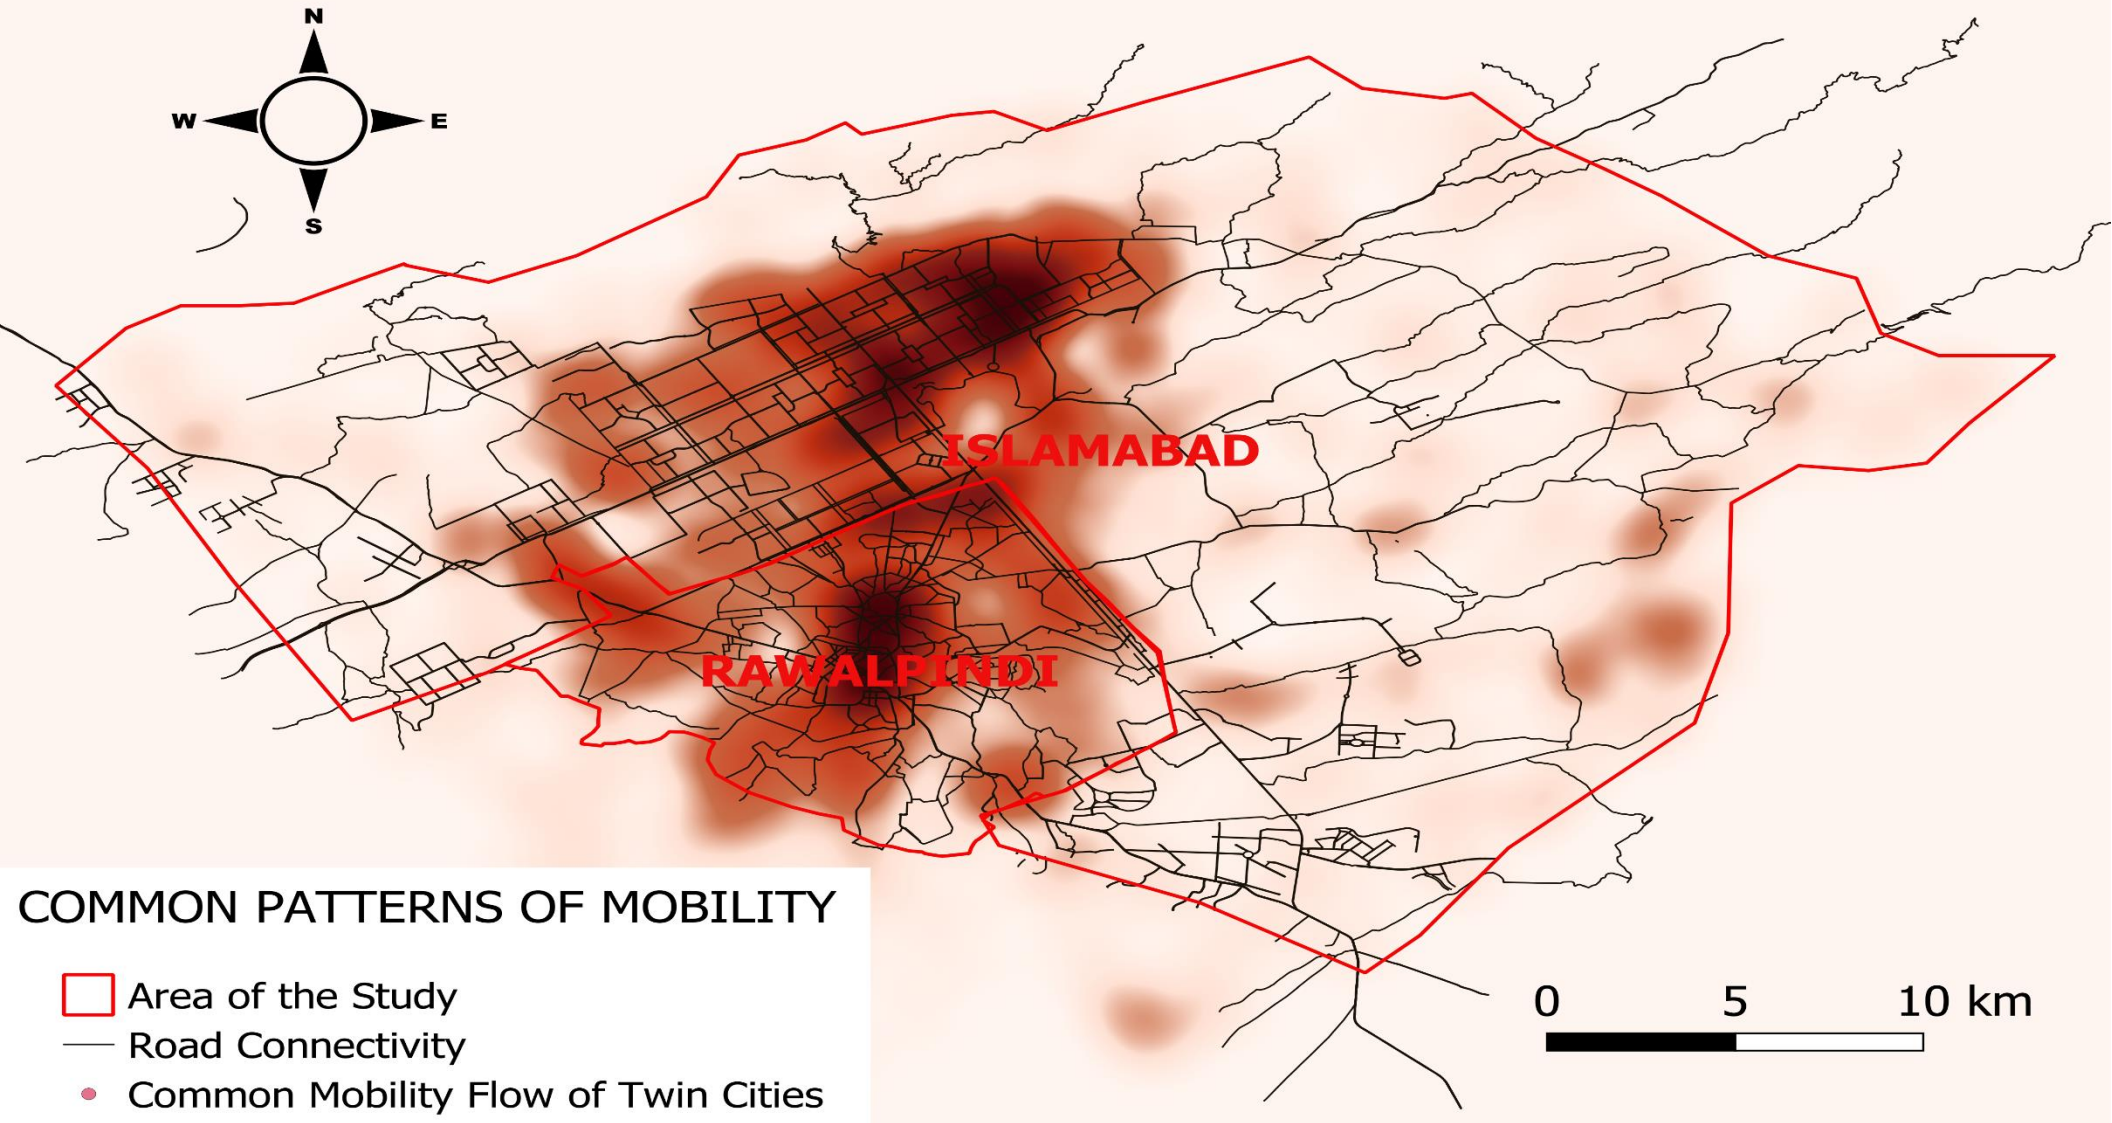 N
W E
S
ISLAMABAD
RAWALPINDI
COMMON PATTERNS OF MOBILITY
Area of the Study
Road Connectivity
Common Mobility Flow of Twin Cities
0 5 10 km